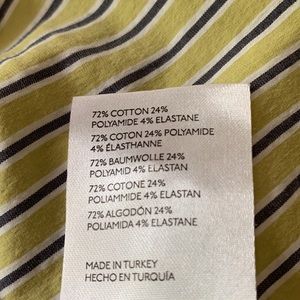 72% COTTON 24%
POLYAMIDE 4% ELASTANE
72% COTON 24% POLYAMIDE
4% ÉLASTHANNE
72% BAUMWOLLE 24%
POLYAMID 4% ELASTAN
72% COTONE 24%
POLIAMMIDE 4% ELASTAN
72% ALGODÓN 24%
POLIAMIDA 4% ELASTANE
MADE IN TURKEY
HECHO EN TURQUÍA